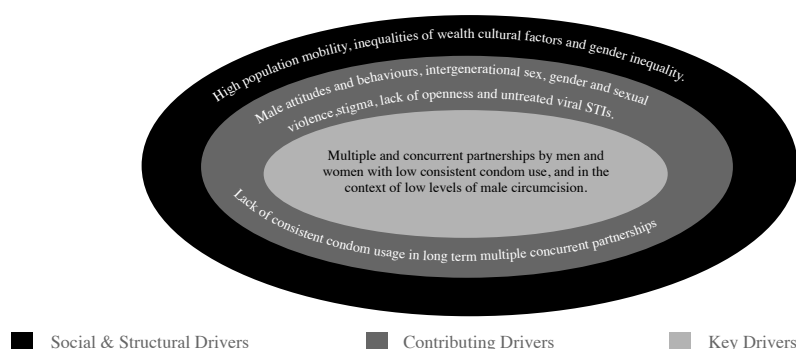 High population mobility, inequalities of wealth cultural factors and gender inequality.
Male attitudes and behaviours, intergenerational sex, gender and sexual
violence,stigma, lack of openness and untreated viral STIs.
Multiple and concurrent partnerships by men and
women with low consistent condom use, and in the
context of low levels of male circumcision.
Lack of consistent condom usage in long term multiple concurrent partnerships
Social & Structural Drivers
Contributing Drivers
Key Drivers